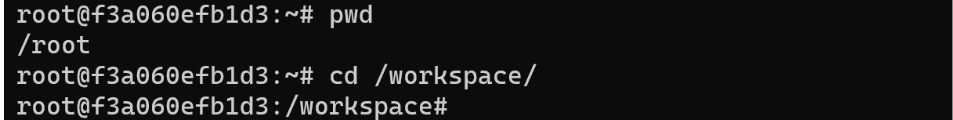 root@f3a060efb1d3:~# pwd
/root
root@f3a060efb1d3:~# cd /workspace/
root@f3a060efb1d3:/workspace#